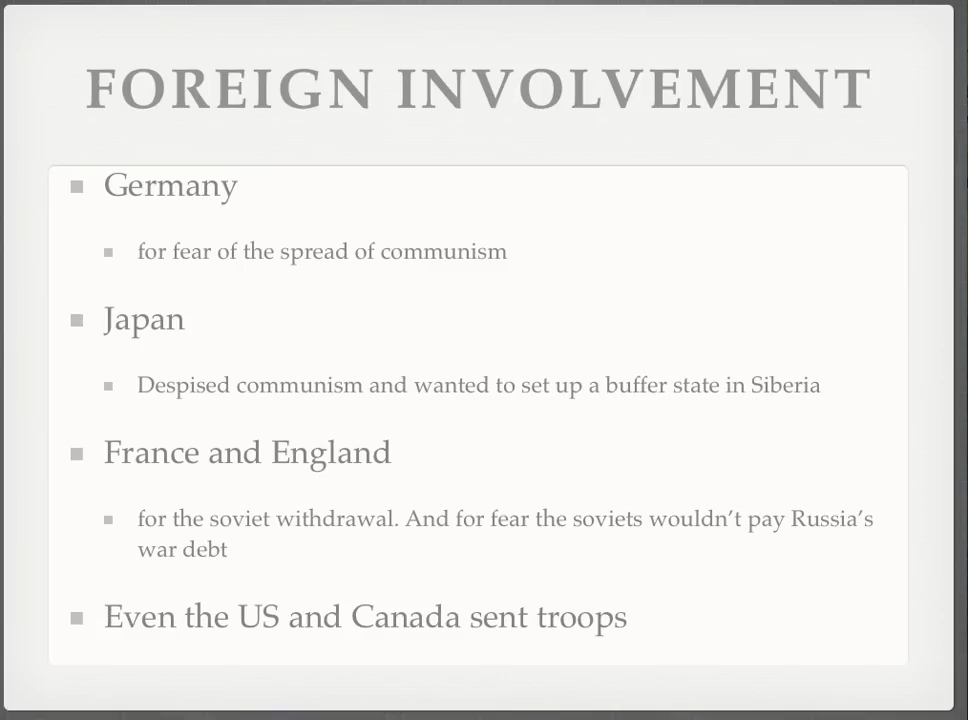 FOREIGN INVOLVEMENT
Germany
for fear of the spread of communism
Japan
Despised communism and wanted to set up a buffer state in Siberia
France and England
for the soviet withdrawal. And for fear the soviets wouldn’t pay Russia’s
war debt
Even the US and Canada sent troops